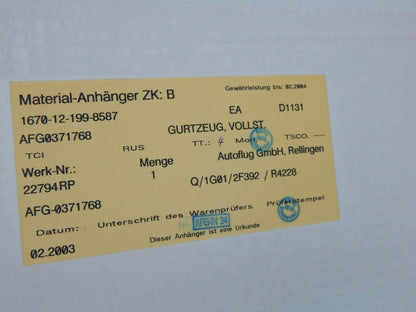 Material-Anhänger ZK: B
Gewährleistung bis: 02.2004
1670-12-199-8587 EA D1131
AFG0371768 GURTZEUG, VOLLST.
TCI RUS TT.: 4 Mon. TSCO. ----
Werk-Nr.: Menge Autoflug GmbH, Rellingen
22794RP 1 Q/1G01/2F392 / R4228
AFG-0371768
Datum: Unterschrift des Warenprüfers Prüferstempel
AFG-IN 24
02.2003 Dieser Anhänger ist eine Urkunde